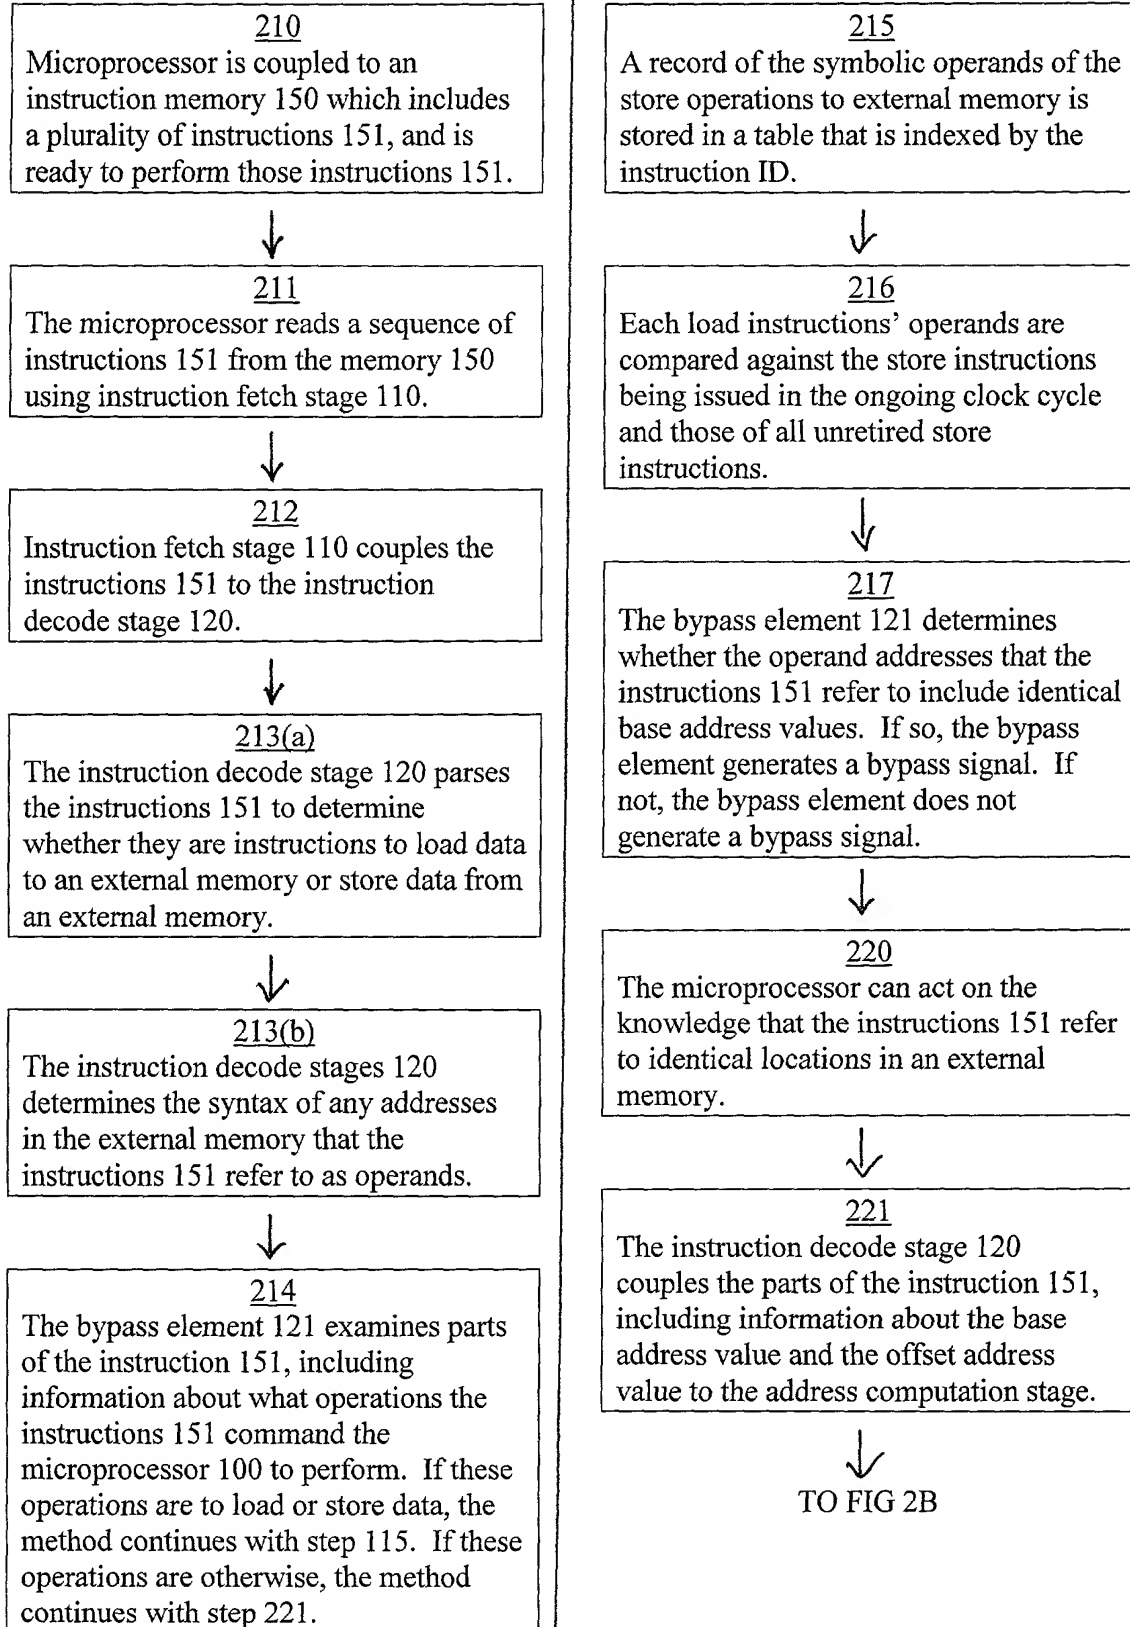 210
Microprocessor is coupled to an
instruction memory 150 which includes
a plurality of instructions 151, and is
ready to perform those instructions 151.
211
The microprocessor reads a sequence of
instructions 151 from the memory 150
using instruction fetch stage 110.
212
Instruction fetch stage 110 couples the
instructions 151 to the instruction
decode stage 120.
213(a)
The instruction decode stage 120 parses
the instructions 151 to determine
whether they are instructions to load data
to an external memory or store data from
an external memory.
213(b)
The instruction decode stages 120
determines the syntax of any addresses
in the external memory that the
instructions 151 refer to as operands.
214
The bypass element 121 examines parts
of the instruction 151, including
information about what operations the
instructions 151 command the
microprocessor 100 to perform. If these
operations are to load or store data, the
method continues with step 115. If these
operations are otherwise, the method
continues with step 221.
215
A record of the symbolic operands of the
store operations to external memory is
stored in a table that is indexed by the
instruction ID.
216
Each load instructions' operands are
compared against the store instructions
being issued in the ongoing clock cycle
and those of all unretired store
instructions.
217
The bypass element 121 determines
whether the operand addresses that the
instructions 151 refer to include identical
base address values. If so, the bypass
element generates a bypass signal. If
not, the bypass element does not
generate a bypass signal.
220
The microprocessor can act on the
knowledge that the instructions 151 refer
to identical locations in an external
memory.
221
The instruction decode stage 120
couples the parts of the instruction 151,
including information about the base
address value and the offset address
value to the address computation stage.
TO FIG 2B